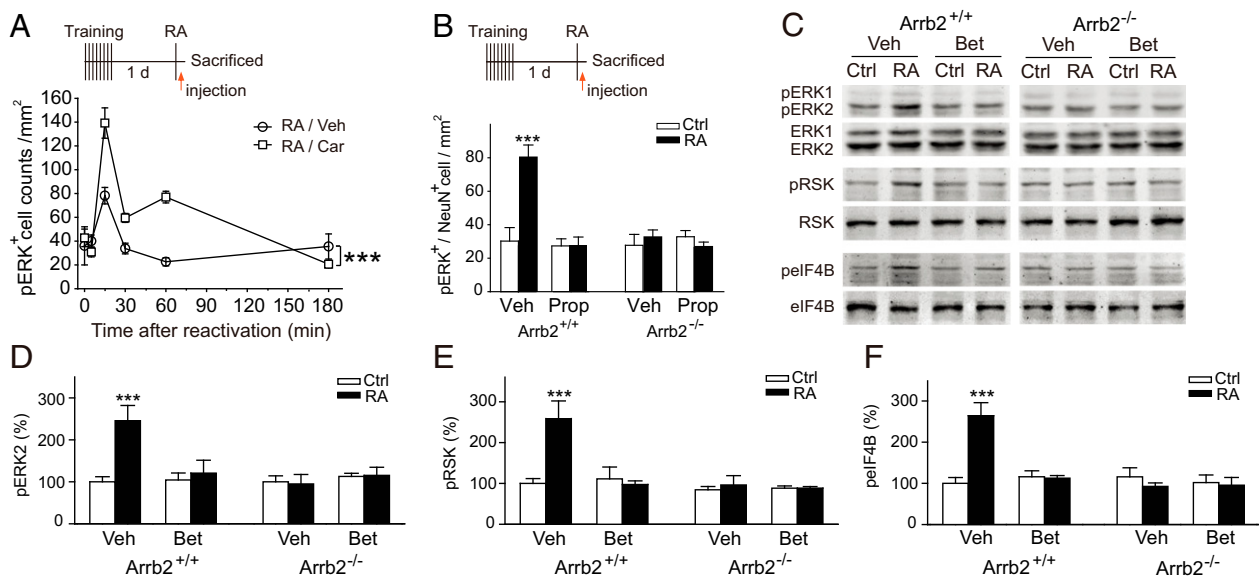 A
Training
RA
1 d
Sacrificed
injection
pERK+cell counts /mm2
160
140
120
100
80
60
40
20
0
RA / Veh
RA / Car
***
0
30
60
90
120
150
180
Time after reactivation (min)
B
Training
RA
1 d
Sacrificed
injection
pERK+ / NeuN+cell / mm2
80
60
40
20
0
***
Ctrl
RA
Veh Prop Veh Prop
Arrb2+/+ Arrb2-/-
C
Arrb2+/+ Arrb2-/-
Veh Bet Veh Bet
Ctrl RA Ctrl RA Ctrl RA Ctrl RA
pERK1
pERK2
ERK1
ERK2
pRSK
RSK
peIF4B
eIF4B
D
pERK2 (%)
300
200
100
0
***
Ctrl
RA
Veh Bet Veh Bet
Arrb2+/+ Arrb2-/-
E
pRSK (%)
300
200
100
0
***
Ctrl
RA
Veh Bet Veh Bet
Arrb2+/+ Arrb2-/-
F
peIF4B (%)
300
200
100
0
***
Ctrl
RA
Veh Bet Veh Bet
Arrb2+/+ Arrb2-/-